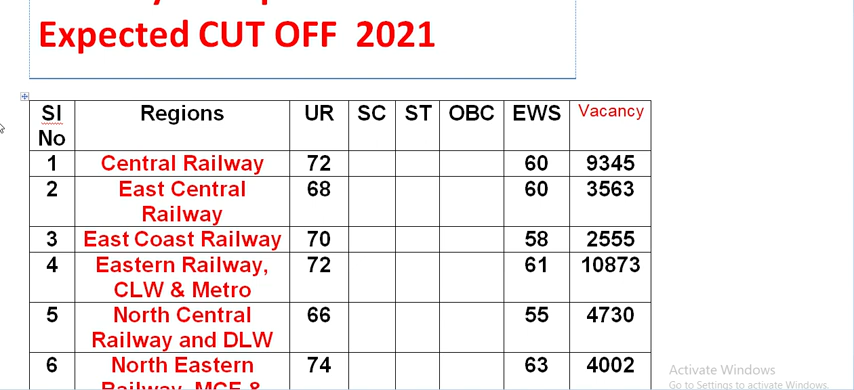 Expected CUT OFF 2021
Sl No Regions UR SC ST OBC EWS Vacancy
1 Central Railway 72 60 9345
2 East Central Railway 68 60 3563
3 East Coast Railway 70 58 2555
4 Eastern Railway, CLW & Metro 72 61 10873
5 North Central Railway and DLW 66 55 4730
6 North Eastern Railway, MCF & 74 63 4002
Activate Windows
Go to Settings to activate Windows.